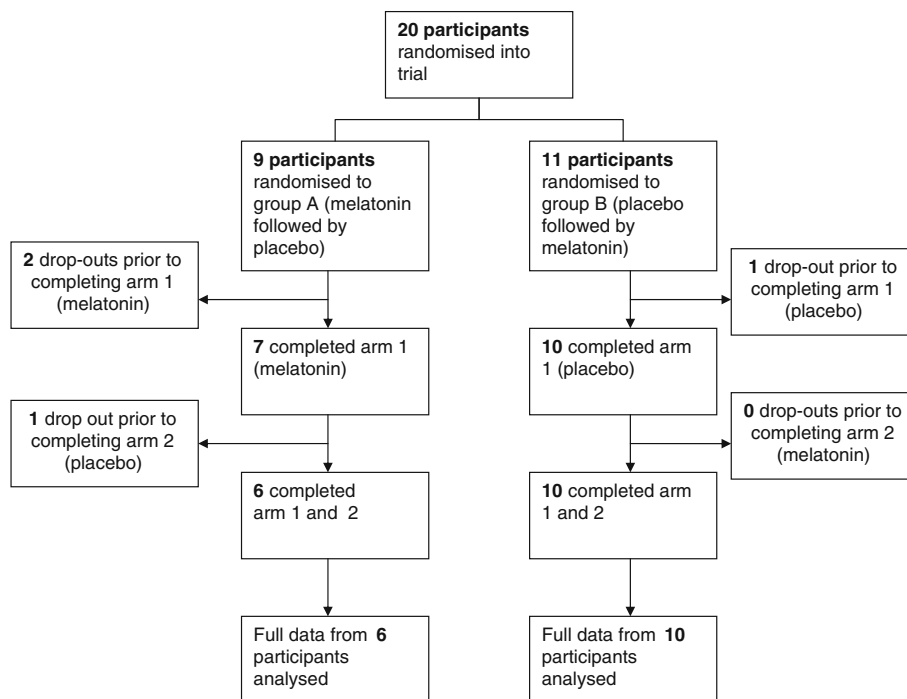 20 participants
randomised into
trial
9 participants
randomised to
group A (melatonin
followed by
placebo)
11 participants
randomised to
group B (placebo
followed by
melatonin)
2 drop-outs prior to
completing arm 1
(melatonin)
1 drop-out prior to
completing arm 1
(placebo)
7 completed arm 1
(melatonin)
10 completed arm
1 (placebo)
1 drop out prior to
completing arm 2
(placebo)
0 drop-outs prior to
completing arm 2
(melatonin)
6 completed
arm 1 and 2
10 completed arm
1 and 2
Full data from 6
participants
analysed
Full data from 10
participants
analysed